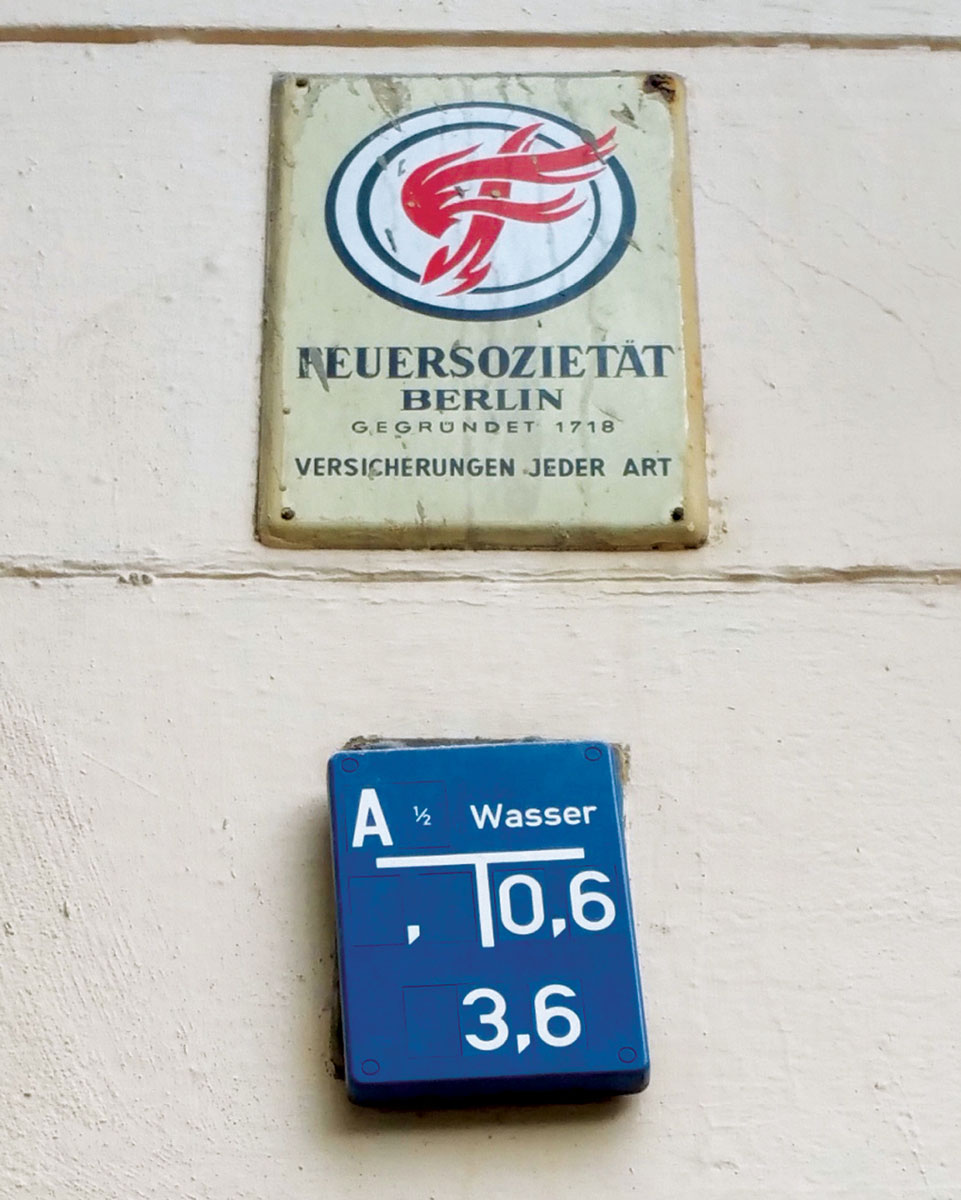 FEUERSOZIETÄT
BERLIN
GEGRÜNDET 1718
VERSICHERUNGEN JEDER ART
A ½ Wasser
, 0,6
3,6